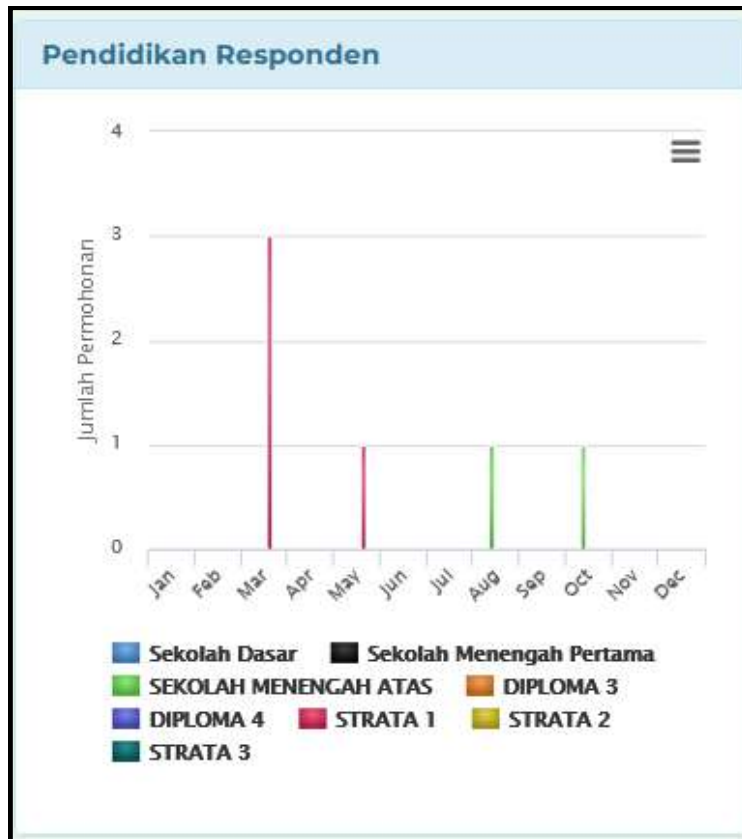 Pendidikan Responden
4
3
2
1
0
Jumlah Permohonan
Jan Feb Mar Apr May Jun Jul Aug Sep Oct Nov Dec
Sekolah Dasar Sekolah Menengah Pertama
SEKOLAH MENENGAH ATAS DIPLOMA 3
DIPLOMA 4 STRATA 1 STRATA 2
STRATA 3